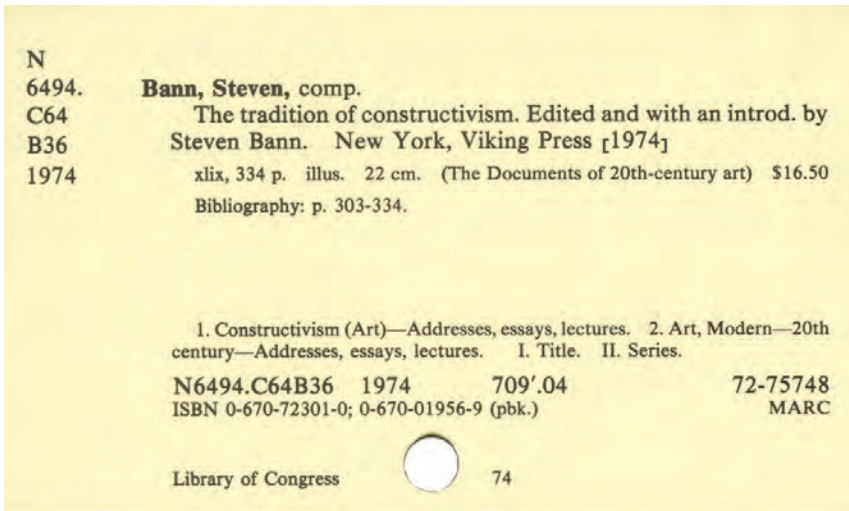 N
6494.
C64
B36
1974
Bann, Steven, comp.
The tradition of constructivism. Edited and with an introd. by
Steven Bann. New York, Viking Press [1974]
xlix, 334 p. illus. 22 cm. (The Documents of 20th-century art) $16.50
Bibliography: p. 303-334.
1. Constructivism (Art)—Addresses, essays, lectures. 2. Art, Modern—20th
century—Addresses, essays, lectures. I. Title. II. Series.
N6494.C64B36 1974 709′.04 72-75748
ISBN 0-670-72301-0; 0-670-01956-9 (pbk.) MARC
Library of Congress 74